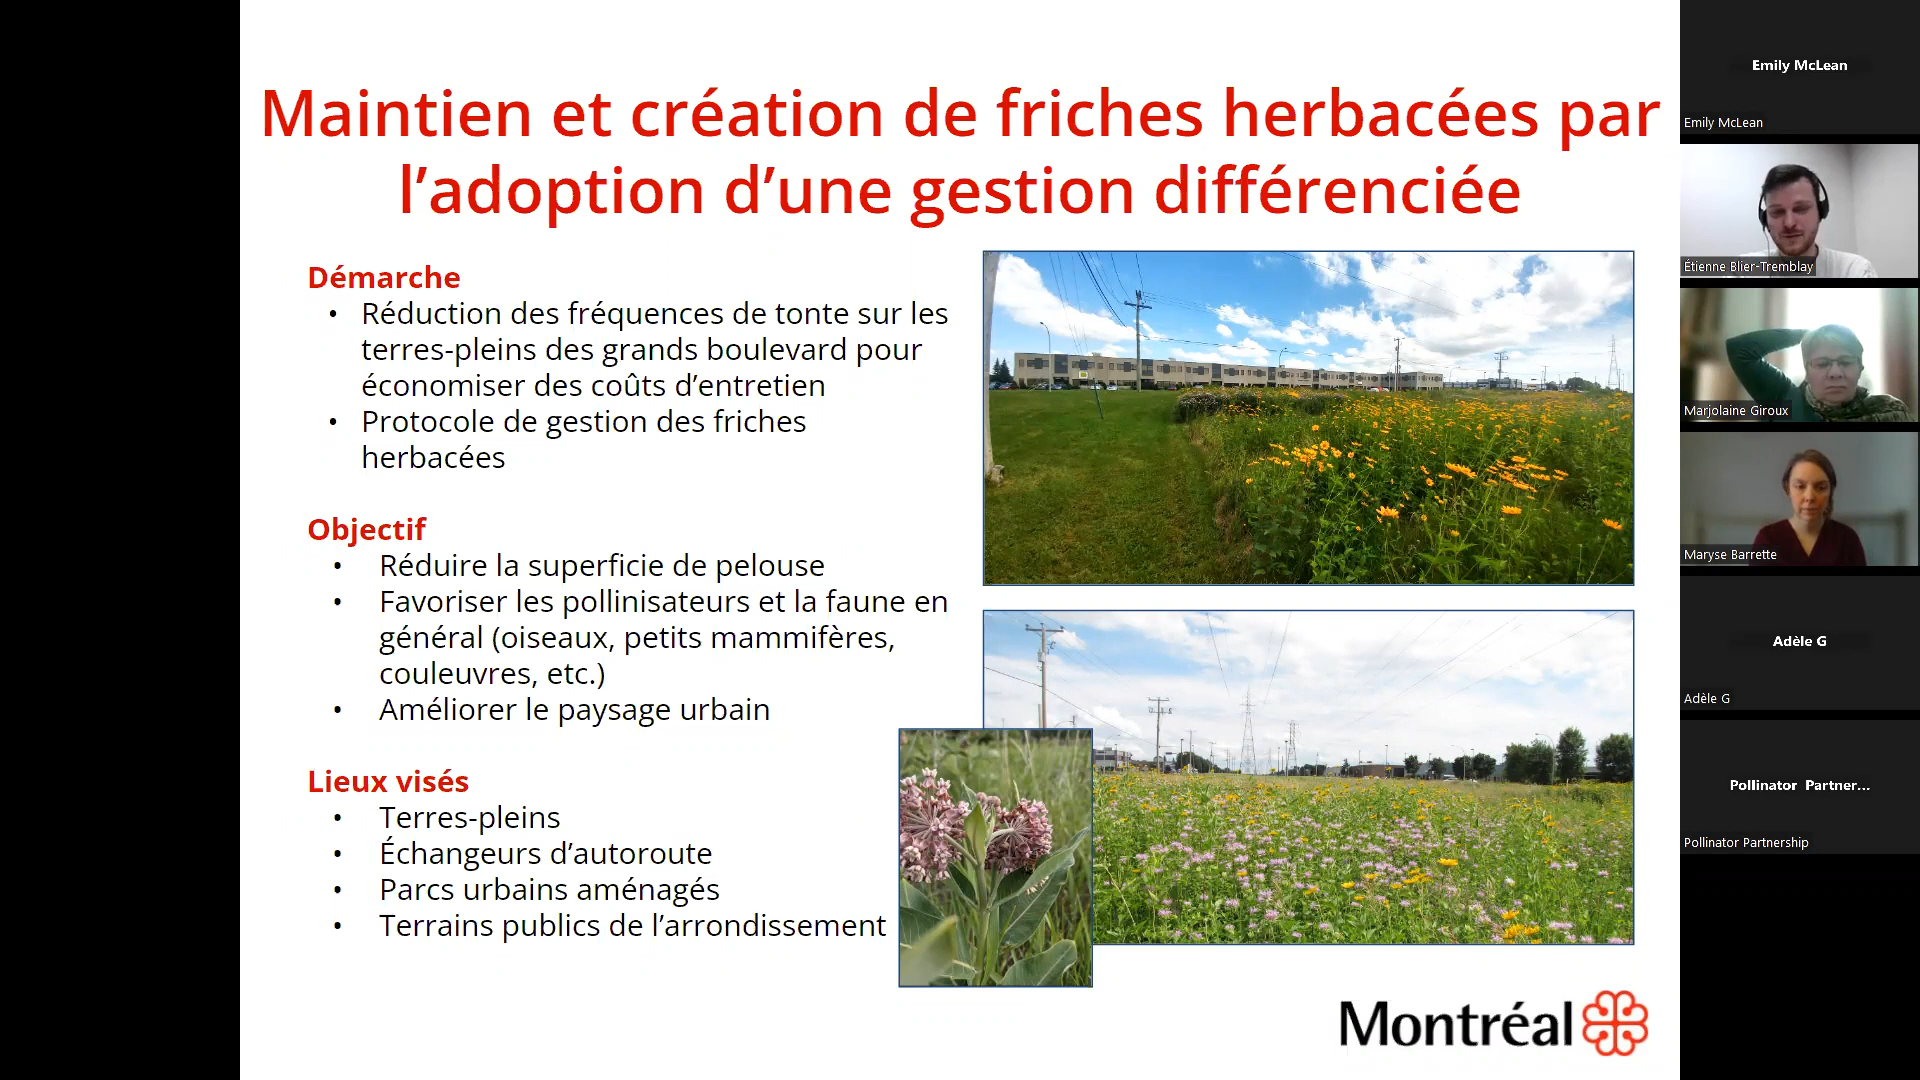 Maintien et création de friches herbacées par
l’adoption d’une gestion différenciée
Démarche
• Réduction des fréquences de tonte sur les
terres-pleins des grands boulevard pour
économiser des coûts d’entretien
• Protocole de gestion des friches
herbacées
Objectif
• Réduire la superficie de pelouse
• Favoriser les pollinisateurs et la faune en
général (oiseaux, petits mammifères,
couleuvres, etc.)
• Améliorer le paysage urbain
Lieux visés
• Terres-pleins
• Échangeurs d’autoroute
• Parcs urbains aménagés
• Terrains publics de l’arrondissement
Montréal
Emily McLean
Emily McLean
Étienne Blier-Tremblay
Marjolaine Giroux
Maryse Barrette
Adèle G
Adèle G
Pollinator Partner...
Pollinator Partnership